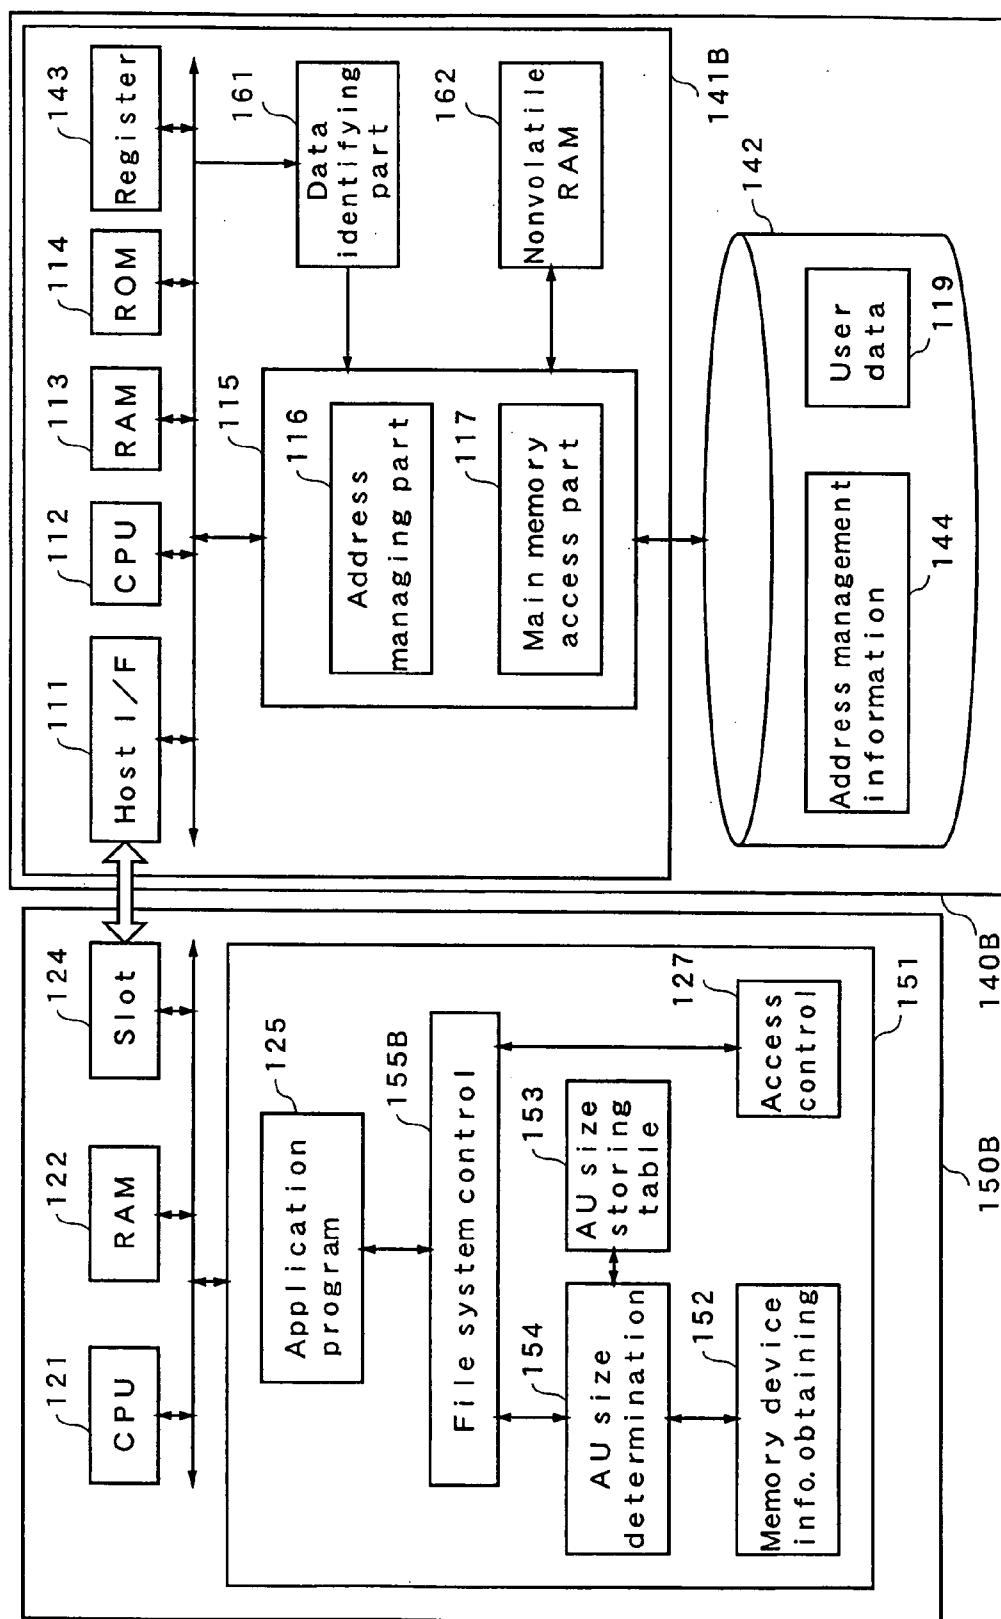 121
CPU
122
RAM
124
Slot
125
Application
program
155B
File system control
154
AU size
determination
153
AU size
storing
table
127
Access
control
152
Memory device
info. obtaining
151
150B
140B
111
Host I/F
112
CPU
113
RAM
114
ROM
143
Register
115
116
Address
managing part
117
Main memory
access part
161
Data
identifying
part
162
Nonvolatile
RAM
141B
142
Address management
information
144
User
data
119